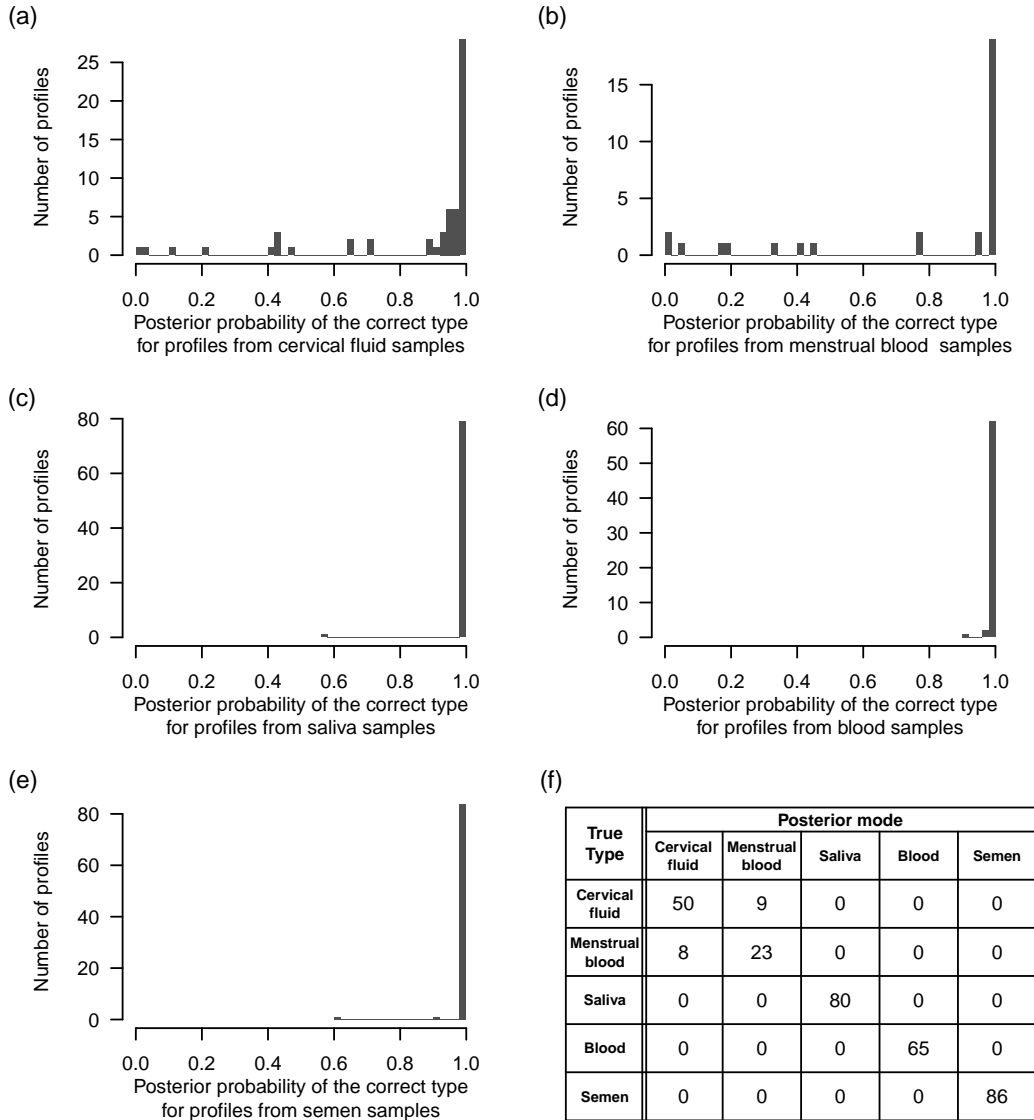 (a)
Number of profiles
25
20
15
10
5
0
0.0 0.2 0.4 0.6 0.8 1.0
Posterior probability of the correct type
for profiles from cervical fluid samples
(b)
Number of profiles
15
10
5
0
0.0 0.2 0.4 0.6 0.8 1.0
Posterior probability of the correct type
for profiles from menstrual blood samples
(c)
Number of profiles
80
60
40
20
0
0.0 0.2 0.4 0.6 0.8 1.0
Posterior probability of the correct type
for profiles from saliva samples
(d)
Number of profiles
60
50
40
30
20
10
0
0.0 0.2 0.4 0.6 0.8 1.0
Posterior probability of the correct type
for profiles from blood samples
(e)
Number of profiles
80
60
40
20
0
0.0 0.2 0.4 0.6 0.8 1.0
Posterior probability of the correct type
for profiles from semen samples
(f)
True Type
Posterior mode
Cervical fluid Menstrual blood Saliva Blood Semen
Cervical fluid 50 9 0 0 0
Menstrual blood 8 23 0 0 0
Saliva 0 0 80 0 0
Blood 0 0 0 65 0
Semen 0 0 0 0 86